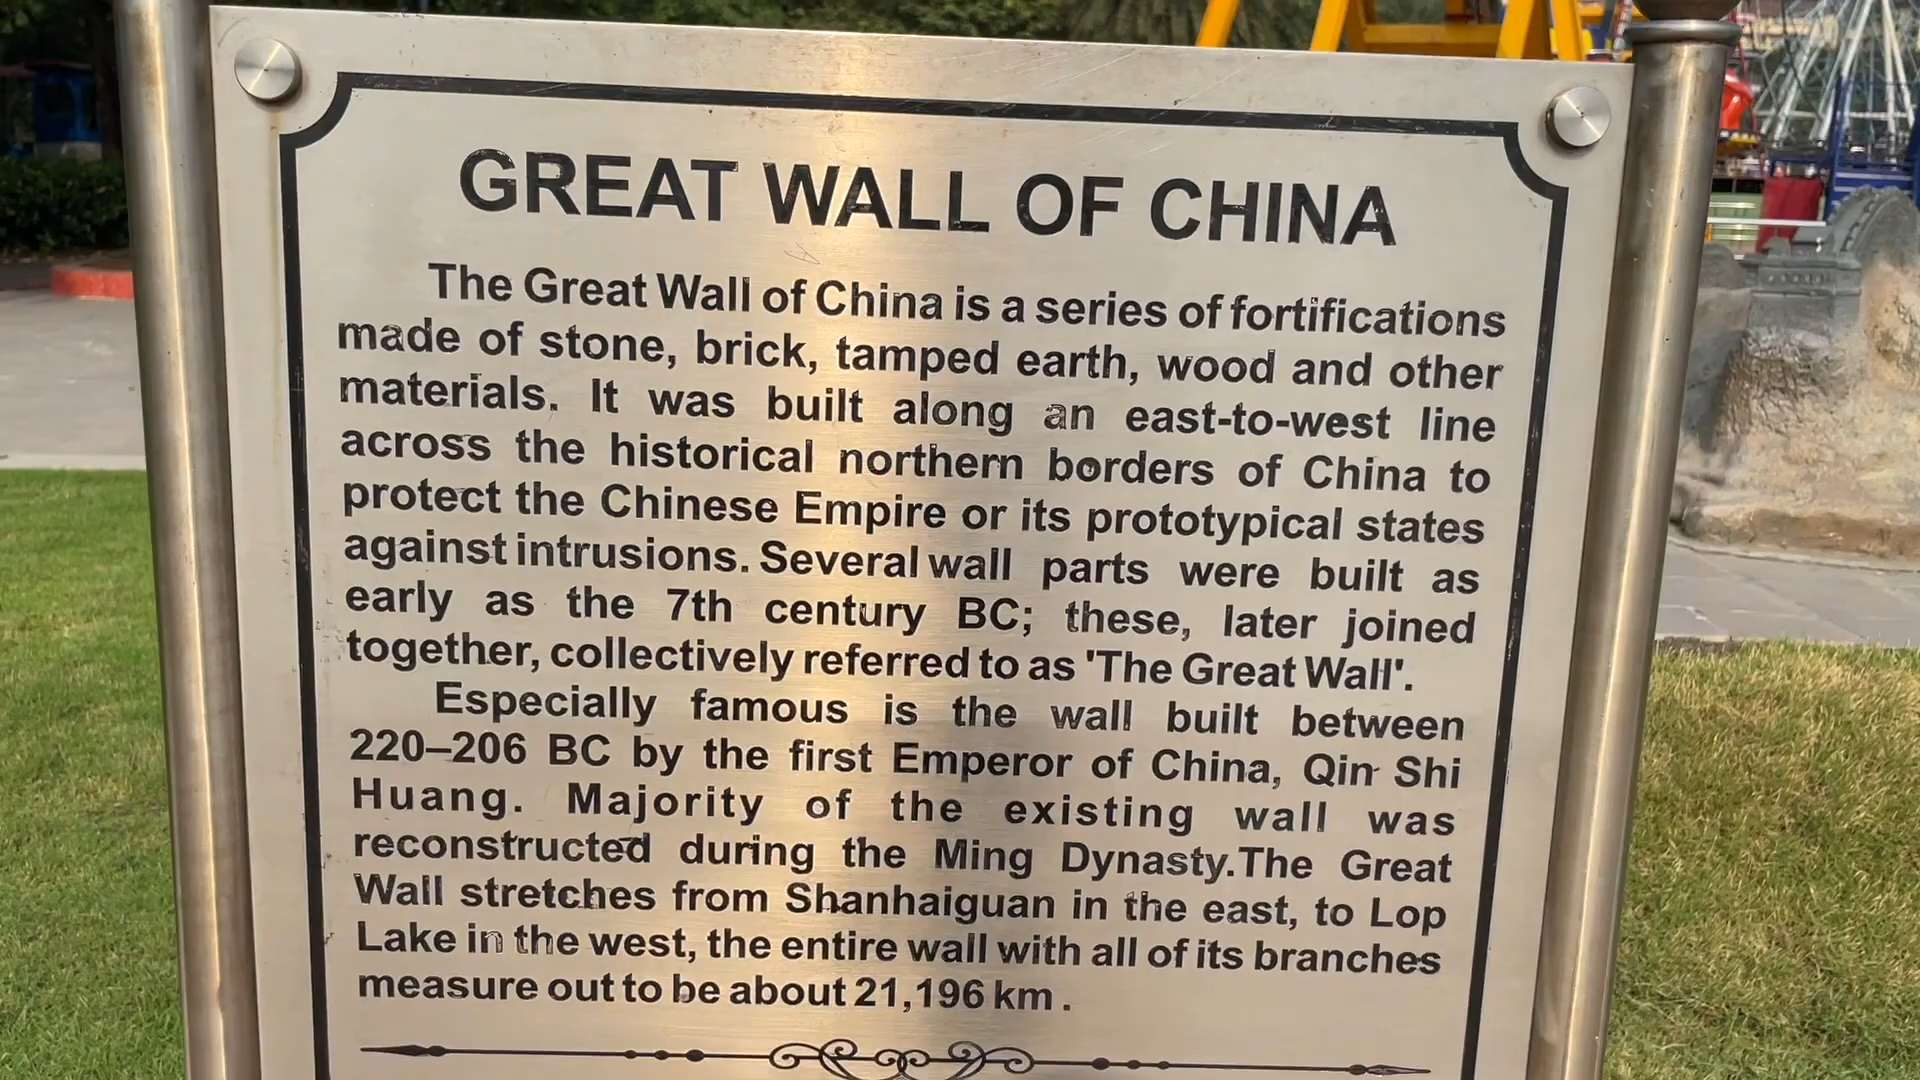 GREAT WALL OF CHINA
The Great Wall of China is a series of fortifications
made of stone, brick, tamped earth, wood and other
materials. It was built along an east-to-west line
across the historical northern borders of China to
protect the Chinese Empire or its prototypical states
against intrusions. Several wall parts were built as
early as the 7th century BC; these, later joined
together, collectively referred to as 'The Great Wall'.
Especially famous is the wall built between
220–206 BC by the first Emperor of China, Qin Shi
Huang. Majority of the existing wall was
reconstructed during the Ming Dynasty.The Great
Wall stretches from Shanhaiguan in the east, to Lop
Lake in the west, the entire wall with all of its branches
measure out to be about 21,196 km .